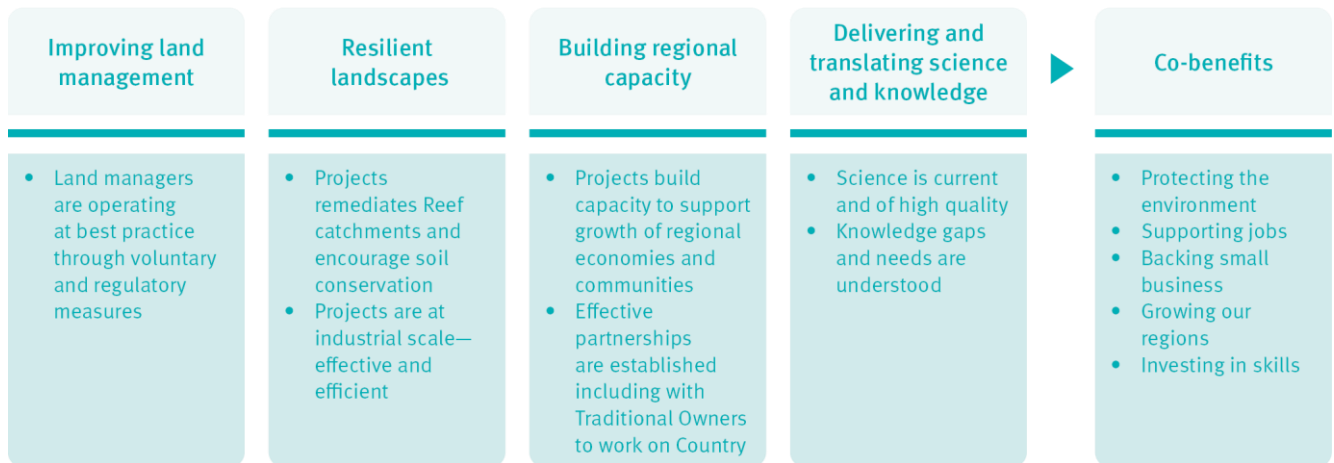 Improving land
management
• Land managers
are operating
at best practice
through voluntary
and regulatory
measures
Resilient
landscapes
• Projects
remediates Reef
catchments and
encourage soil
conservation
• Projects are at
industrial scale—
effective and
efficient
Building regional
capacity
• Projects build
capacity to support
growth of regional
economies and
communities
• Effective
partnerships
are established
including with
Traditional Owners
to work on Country
Delivering and
translating science
and knowledge
• Science is current
and of high quality
• Knowledge gaps
and needs are
understood
Co-benefits
• Protecting the
environment
• Supporting jobs
• Backing small
business
• Growing our
regions
• Investing in skills